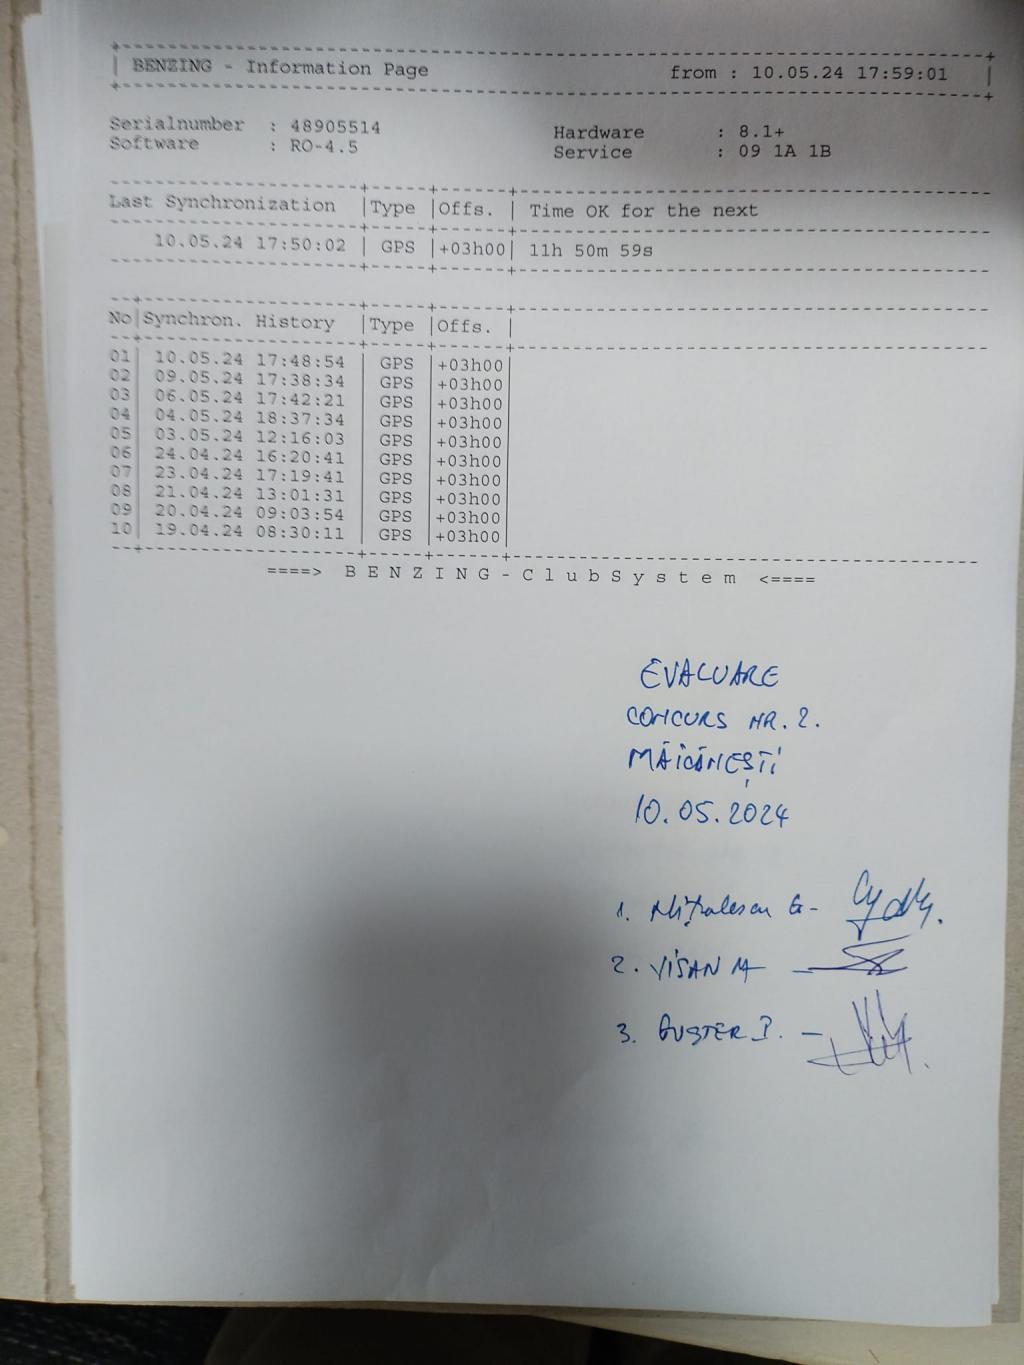 BENZING - Information Page from : 10.05.24 17:59:01
Serialnumber : 48905514 Hardware : 8.1+
Software : RO-4.5 Service : 09 1A 1B
Last Synchronization |Type |Offs. | Time OK for the next
10.05.24 17:50:02 | GPS |+03h00| 11h 50m 59s
No|Synchron. History |Type |Offs. |
01| 10.05.24 17:48:54 | GPS |+03h00|
02| 09.05.24 17:38:34 | GPS |+03h00|
03| 06.05.24 17:42:21 | GPS |+03h00|
04| 04.05.24 18:37:34 | GPS |+03h00|
05| 03.05.24 12:16:03 | GPS |+03h00|
06| 24.04.24 16:20:41 | GPS |+03h00|
07| 23.04.24 17:19:41 | GPS |+03h00|
08| 21.04.24 13:01:31 | GPS |+03h00|
09| 20.04.24 09:03:54 | GPS |+03h00|
10| 19.04.24 08:30:11 | GPS |+03h00|
====> B E N Z I N G - C l u b S y s t e m <====
EVALUARE
CONCURS NR. 2.
MĂICĂNEȘTI
10.05.2024
1. G-
2. VIȘAN M -
3. GUȘTER I. -